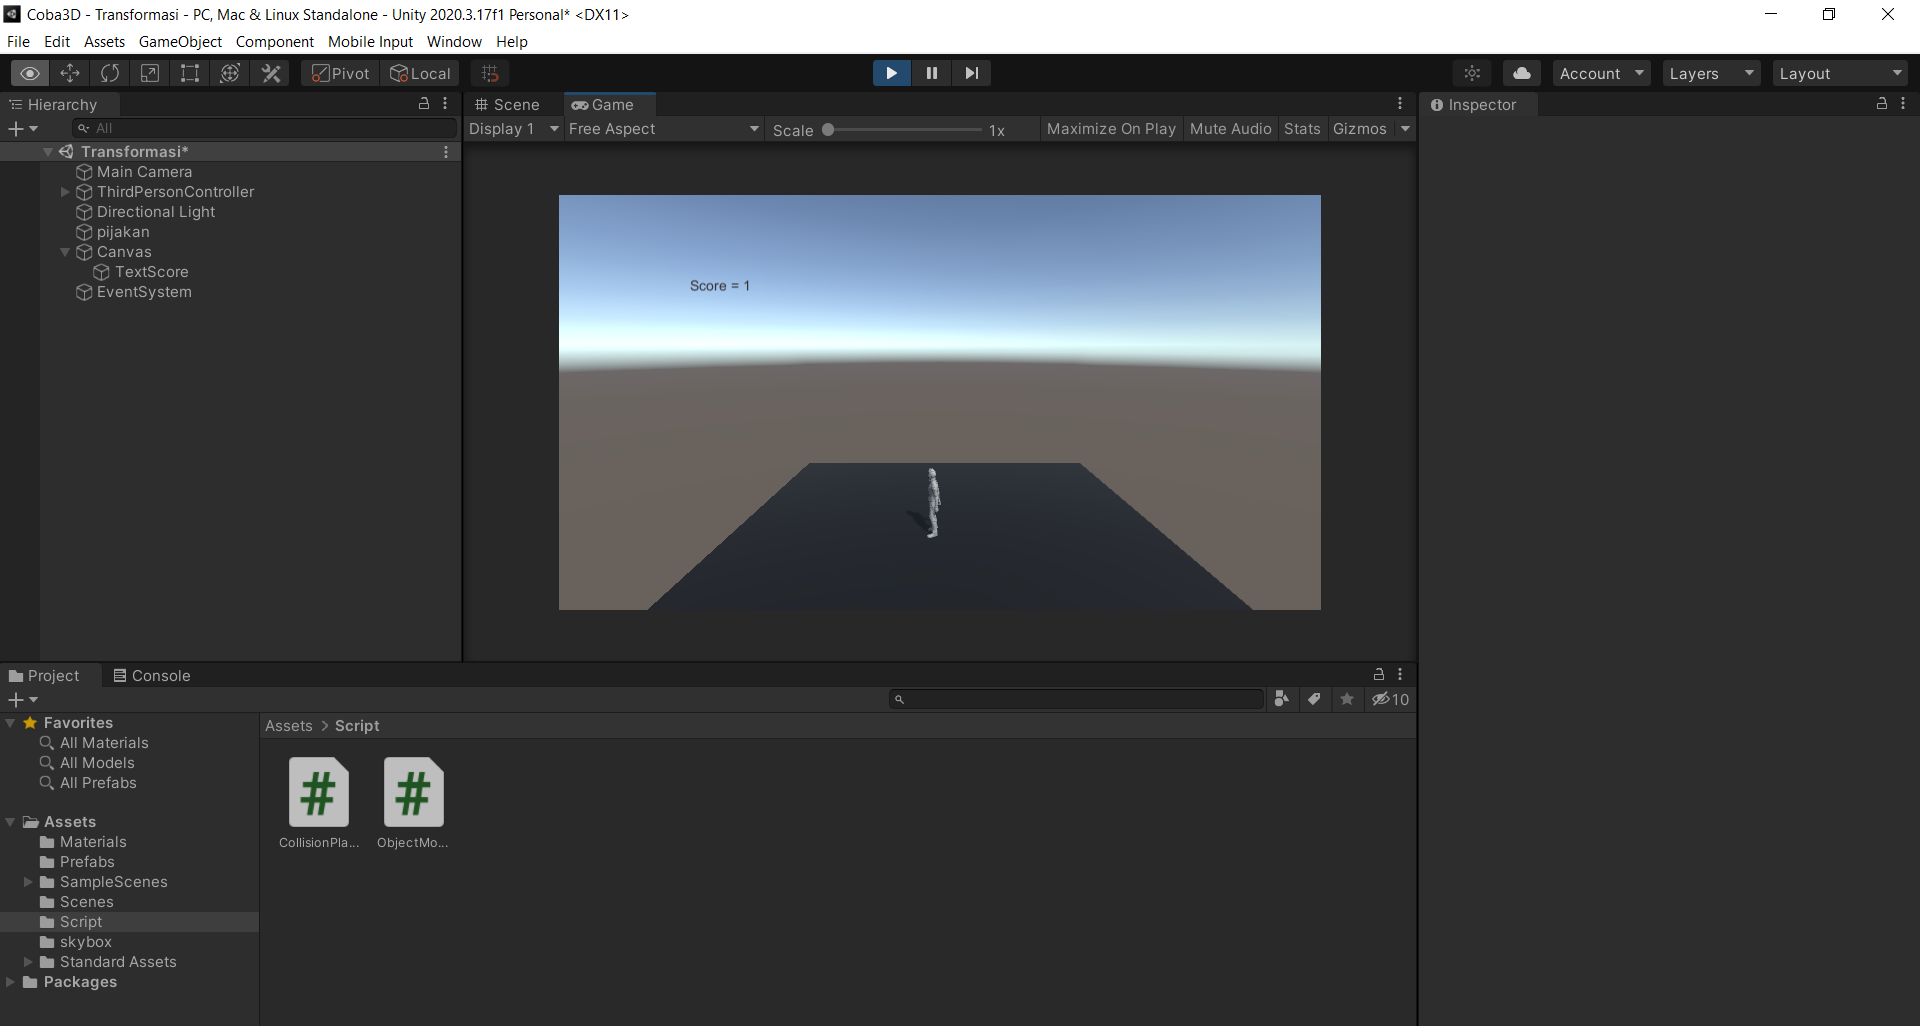 Coba3D - Transformasi - PC, Mac & Linux Standalone - Unity 2020.3.17f1 Personal* <DX11>
File Edit Assets GameObject Component Mobile Input Window Help
Pivot Local Account Layers Layout
Hierarchy
All
Transformasi*
Main Camera
ThirdPersonController
Directional Light
pijakan
Canvas
TextScore
EventSystem
Scene Game
Display 1 Free Aspect Scale 1x Maximize On Play Mute Audio Stats Gizmos
Score = 1
Inspector
Project Console
10
Favorites
All Materials
All Models
All Prefabs
Assets
Materials
Prefabs
SampleScenes
Scenes
Script
skybox
Standard Assets
Packages
Assets > Script
CollisionPla... ObjectMo...